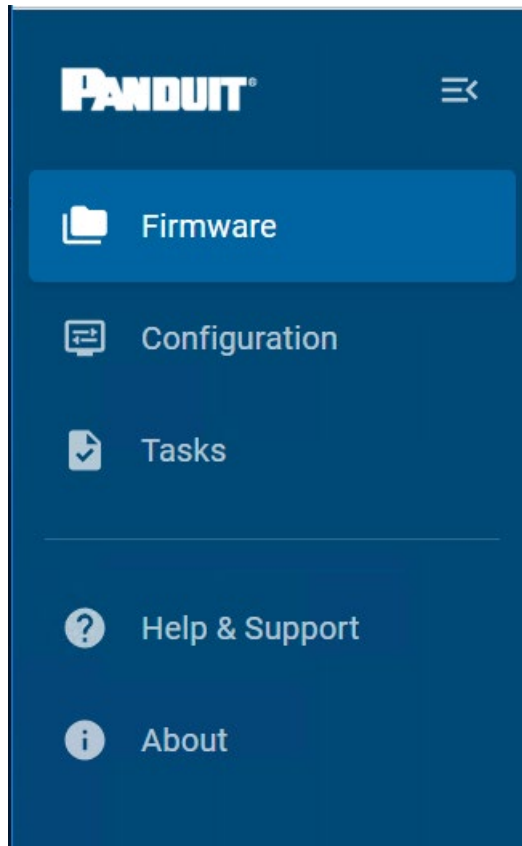 PANDUIT®
Firmware
Configuration
Tasks
Help & Support
About